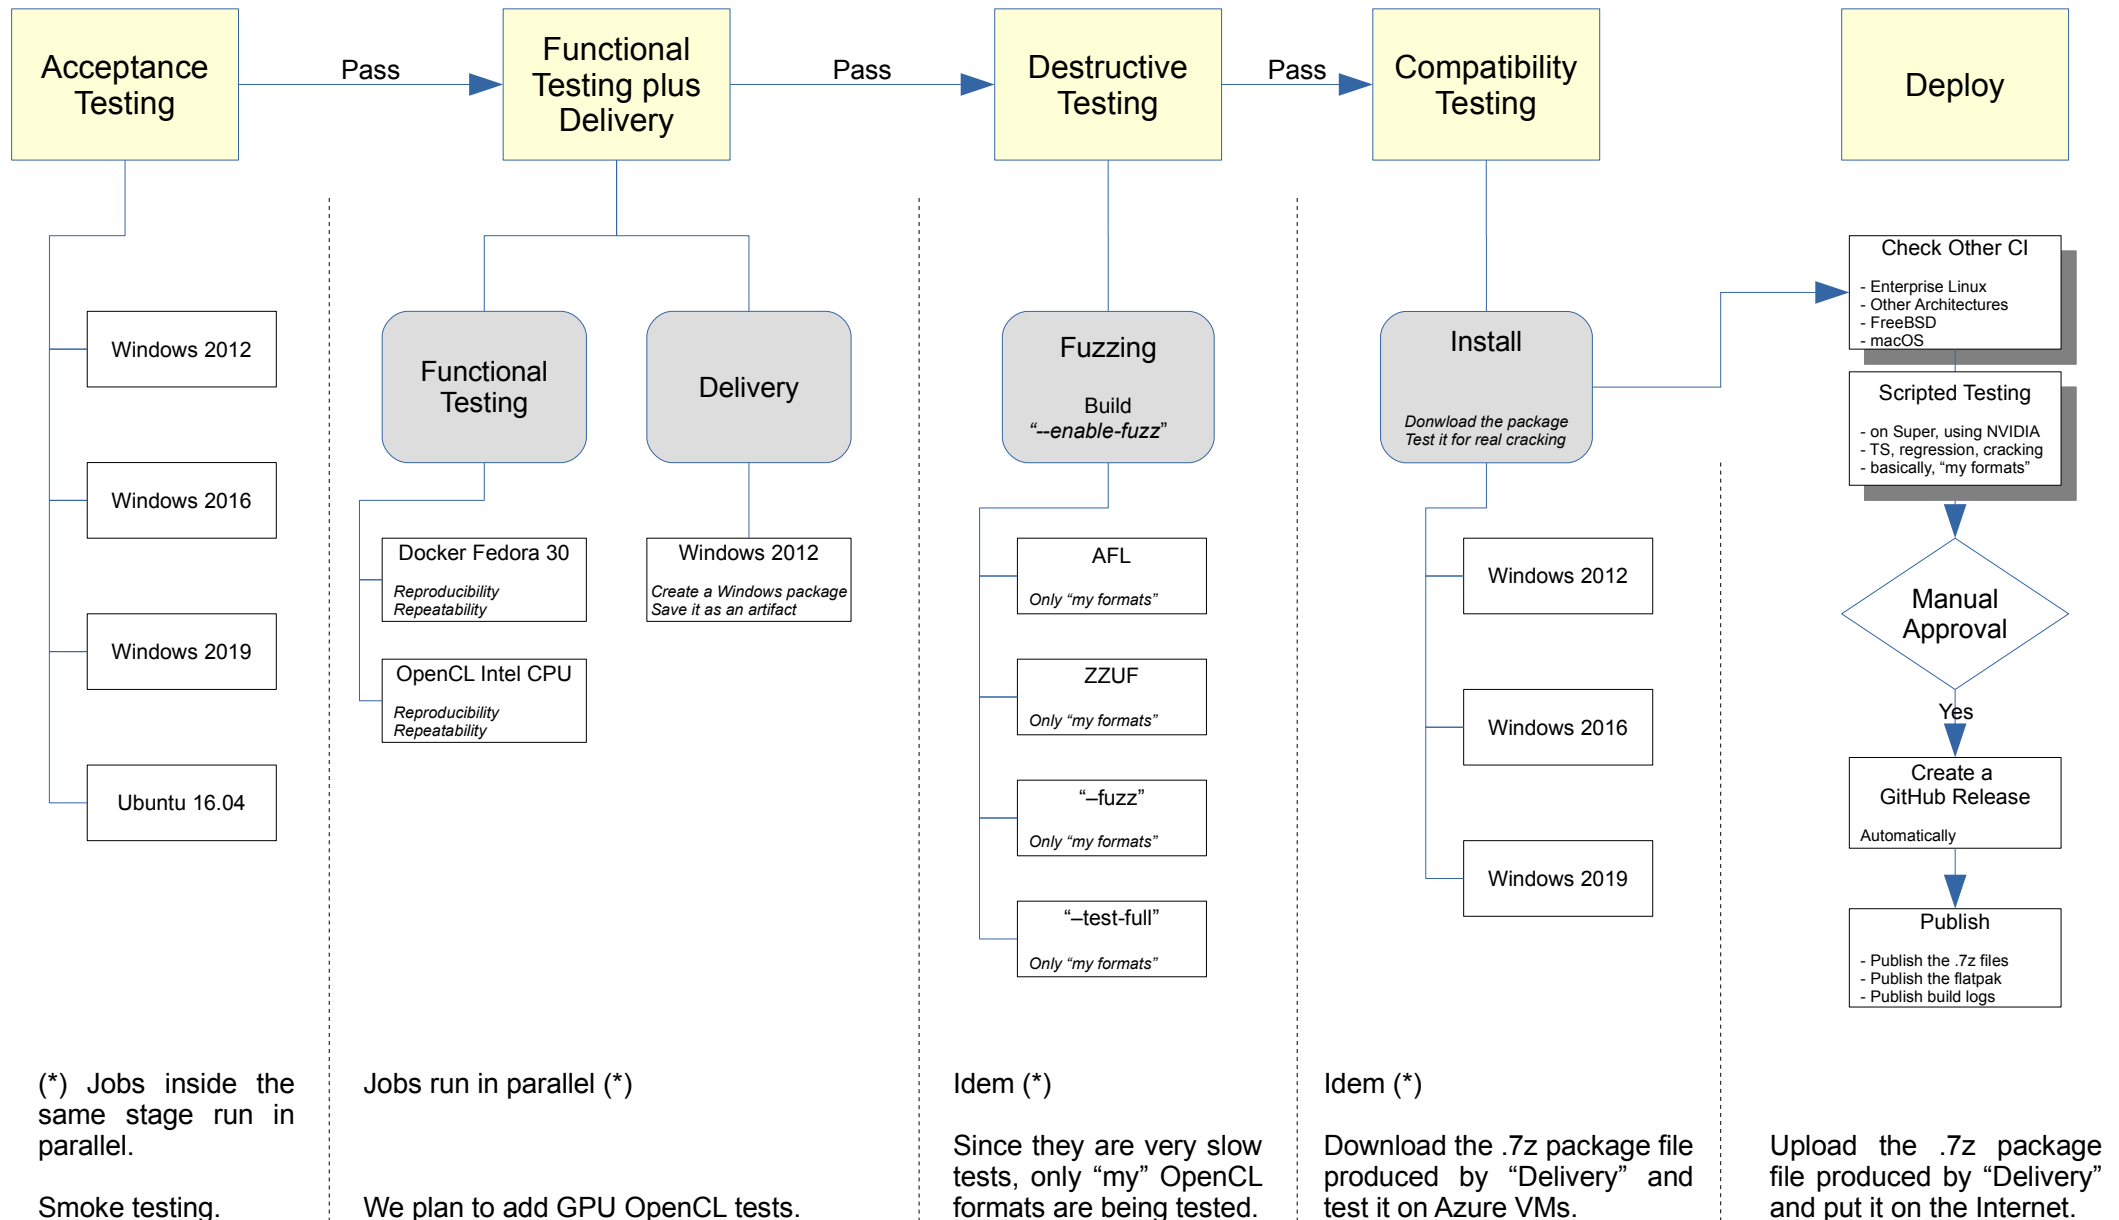 Acceptance
Testing
Pass
Functional
Testing plus
Delivery
Pass
Destructive
Testing
Pass
Compatibility
Testing
Deploy
Windows 2012
Windows 2016
Windows 2019
Ubuntu 16.04
Functional
Testing
Docker Fedora 30
Reproducibility
Repeatability
OpenCL Intel CPU
Reproducibility
Repeatability
Delivery
Windows 2012
Create a Windows package
Save it as an artifact
Fuzzing
Build
“--enable-fuzz”
AFL
Only “my formats”
ZZUF
Only “my formats”
“–fuzz”
Only “my formats”
“–test-full”
Only “my formats”
Install
Donwload the package
Test it for real cracking
Windows 2012
Windows 2016
Windows 2019
Check Other CI
- Enterprise Linux
- Other Architectures
- FreeBSD
- macOS
Scripted Testing
- on Super, using NVIDIA
- TS, regression, cracking
- basically, “my formats”
Manual
Approval
Yes
Create a
GitHub Release
Automatically
Publish
- Publish the .7z files
- Publish the flatpak
- Publish build logs
(*) Jobs inside the
same stage run in
parallel.
Smoke testing.
Jobs run in parallel (*)
We plan to add GPU OpenCL tests.
Idem (*)
Since they are very slow
tests, only “my” OpenCL
formats are being tested.
Idem (*)
Download the .7z package file
produced by “Delivery” and
test it on Azure VMs.
Upload the .7z package
file produced by “Delivery”
and put it on the Internet.